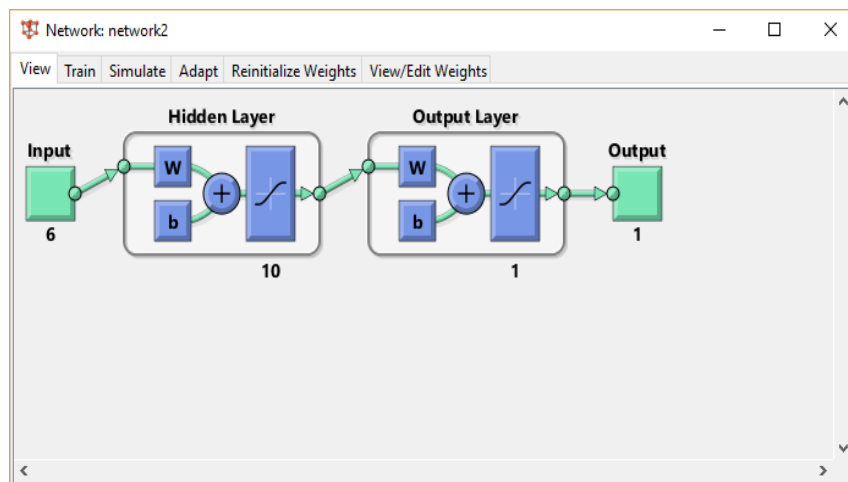 Network: network2
View Train Simulate Adapt Reinitialize Weights View/Edit Weights
Hidden Layer Output Layer
Input Output
W W
b b
6 1
10 1